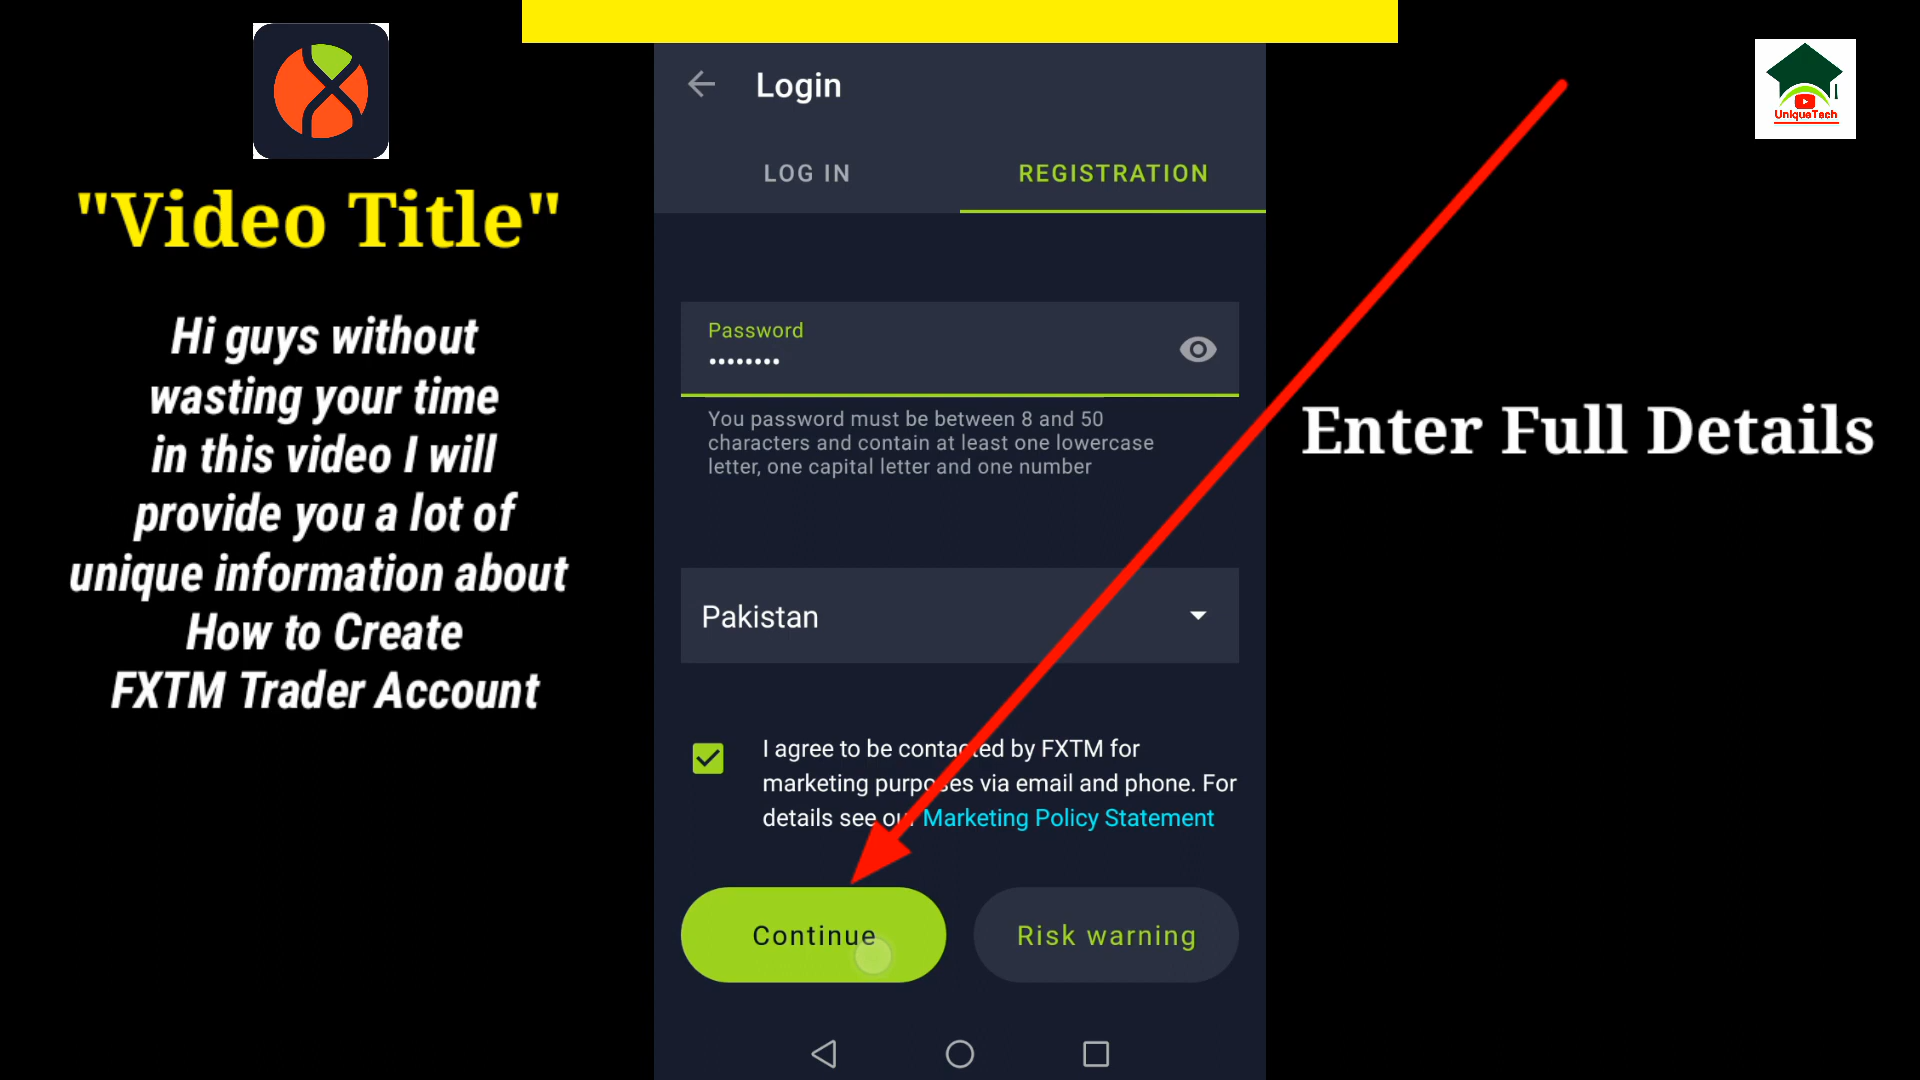 "Video Title"
Hi guys without
wasting your time
in this video I will
provide you a lot of
unique information about
How to Create
FXTM Trader Account
Login
LOG IN
REGISTRATION
Password
••••••••
You password must be between 8 and 50
characters and contain at least one lowercase
letter, one capital letter and one number
Pakistan
I agree to be contacted by FXTM for
marketing purposes via email and phone. For
details see our Marketing Policy Statement
Continue
Risk warning
UniqueTech
Enter Full Details